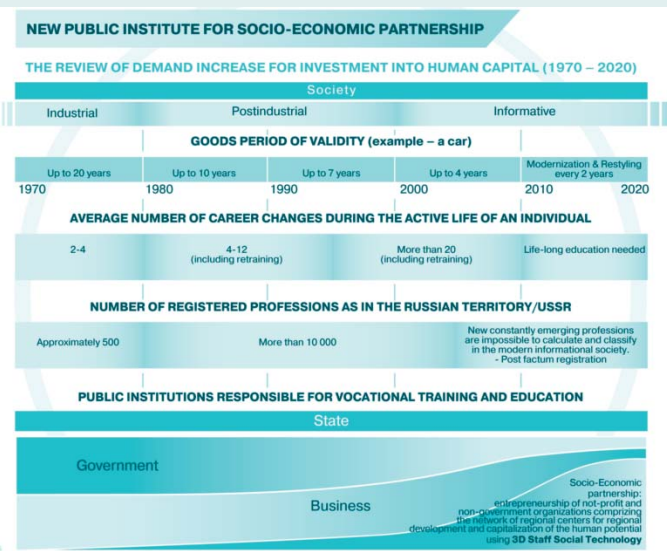 NEW PUBLIC INSTITUTE FOR SOCIO-ECONOMIC PARTNERSHIP
THE REVIEW OF DEMAND INCREASE FOR INVESTMENT INTO HUMAN CAPITAL (1970 – 2020)
Society
Industrial Postindustrial Informative
GOODS PERIOD OF VALIDITY (example – a car)
Up to 20 years Up to 10 years Up to 7 years Up to 4 years Modernization & Restyling
every 2 years
1970 1980 1990 2000 2010 2020
AVERAGE NUMBER OF CAREER CHANGES DURING THE ACTIVE LIFE OF AN INDIVIDUAL
2-4 4-12 More than 20 Life-long education needed
(including retraining) (including retraining)
NUMBER OF REGISTERED PROFESSIONS AS IN THE RUSSIAN TERRITORY/USSR
Approximately 500
More than 10 000
New constantly emerging professions
are impossible to calculate and classify
in the modern informational society.
- Post factum registration
PUBLIC INSTITUTIONS RESPONSIBLE FOR VOCATIONAL TRAINING AND EDUCATION
State
Government
Business
Socio-Economic
partnership:
entrepreneurship of not-profit and
non-government organizations comprizing
the network of regional centers for regional
development and capitalization of the human potential
using 3D Staff Social Technology